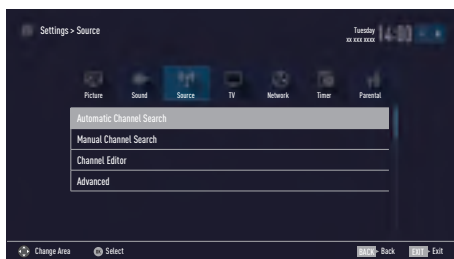 Settings > Source
Tuesday 14:00
xx xxx xxxx
Picture Sound Source TV Network Timer Parental
Automatic Channel Search
Manual Channel Search
Channel Editor
Advanced
Change Area OK Select BACK - Back EXIT - Exit